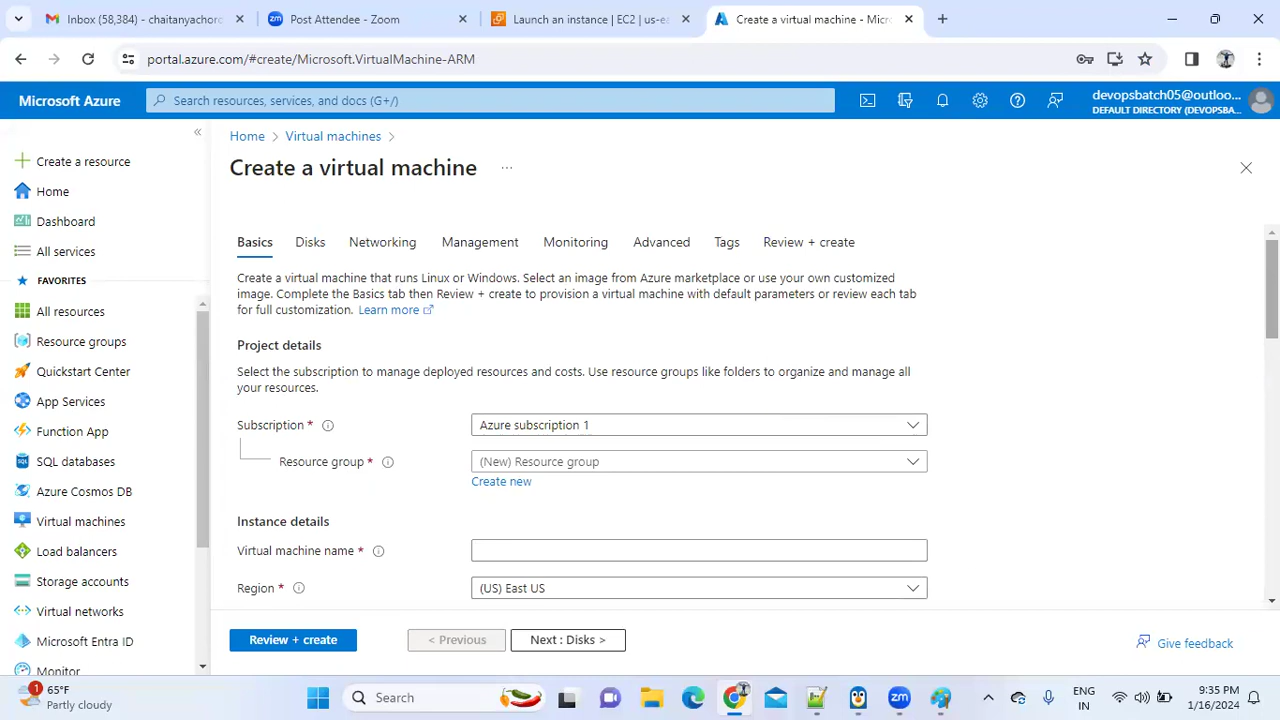 Inbox (58,384) - chaitanyachoro
Post Attendee - Zoom
Launch an instance | EC2 | us-ea
Create a virtual machine - Micro
portal.azure.com/#create/Microsoft.VirtualMachine-ARM
Microsoft Azure
Search resources, services, and docs (G+/)
devopsbatch05@outloo...
DEFAULT DIRECTORY (DEVOPSBA...
Create a resource
Home
Dashboard
All services
FAVORITES
All resources
Resource groups
Quickstart Center
App Services
Function App
SQL databases
Azure Cosmos DB
Virtual machines
Load balancers
Storage accounts
Virtual networks
Microsoft Entra ID
Monitor
Home > Virtual machines >
Create a virtual machine ...
Basics Disks Networking Management Monitoring Advanced Tags Review + create
Create a virtual machine that runs Linux or Windows. Select an image from Azure marketplace or use your own customized
image. Complete the Basics tab then Review + create to provision a virtual machine with default parameters or review each tab
for full customization. Learn more
Project details
Select the subscription to manage deployed resources and costs. Use resource groups like folders to organize and manage all
your resources.
Subscription *
Azure subscription 1
Resource group *
(New) Resource group
Create new
Instance details
Virtual machine name *
Region *
(US) East US
Review + create
< Previous
Next : Disks >
Give feedback
1
65°F
Partly cloudy
Search
zm
ENG
IN
9:35 PM
1/16/2024